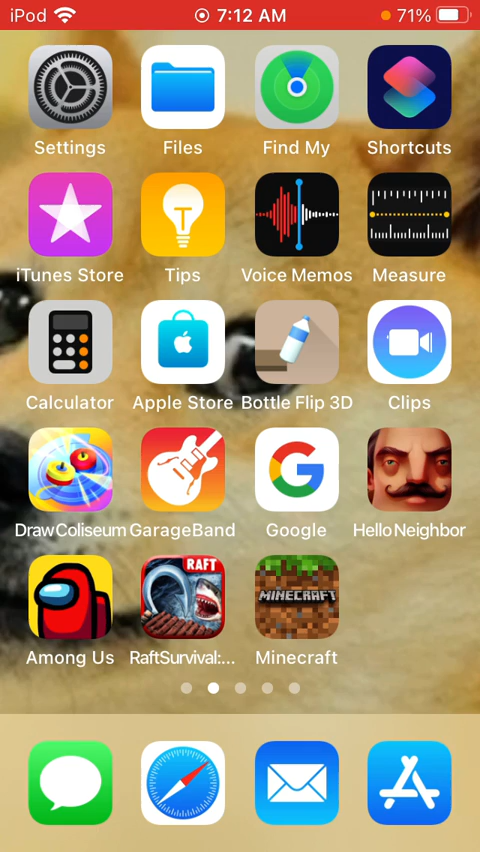 iPod 7:12 AM 71%
Settings Files Find My Shortcuts
iTunes Store Tips Voice Memos Measure
Calculator Apple Store Bottle Flip 3D Clips
DrawColiseum GarageBand Google HelloNeighbor
RAFT
MINECRAFT
Among Us RaftSurvival:... Minecraft